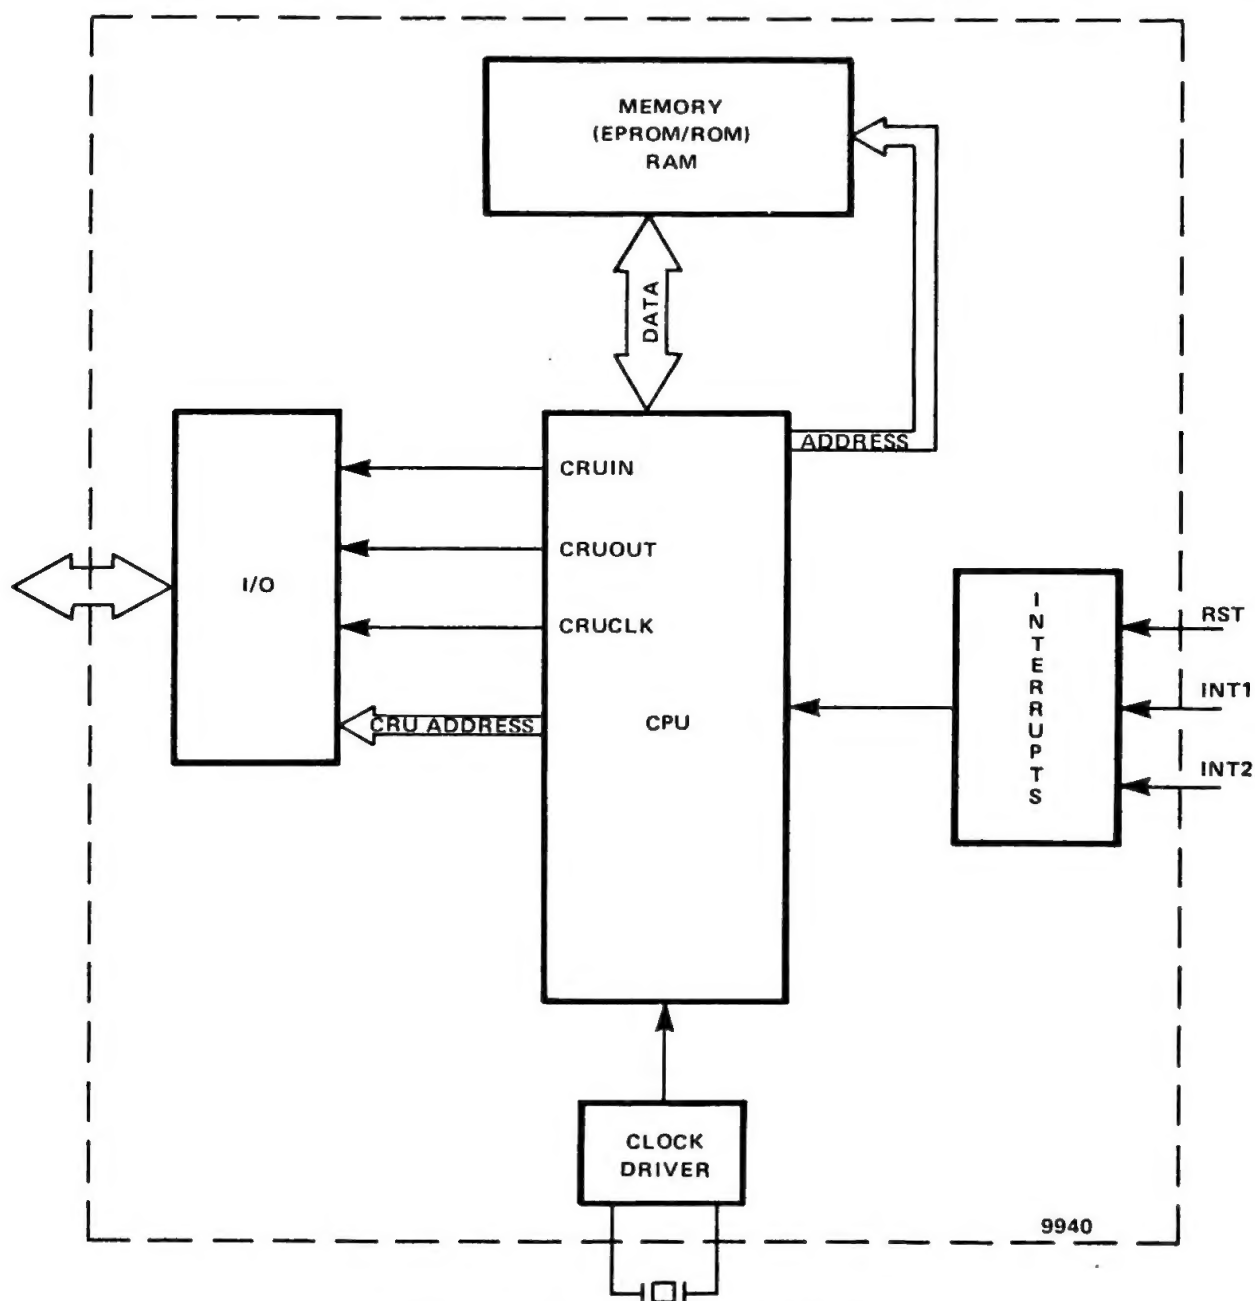 MEMORY
(EPROM/ROM)
RAM
DATA
ADDRESS
CRUIN
CRUOUT
CRUCLK
CRU ADDRESS
CPU
I/O
INTERRUPTS
RST
INT1
INT2
CLOCK
DRIVER
9940